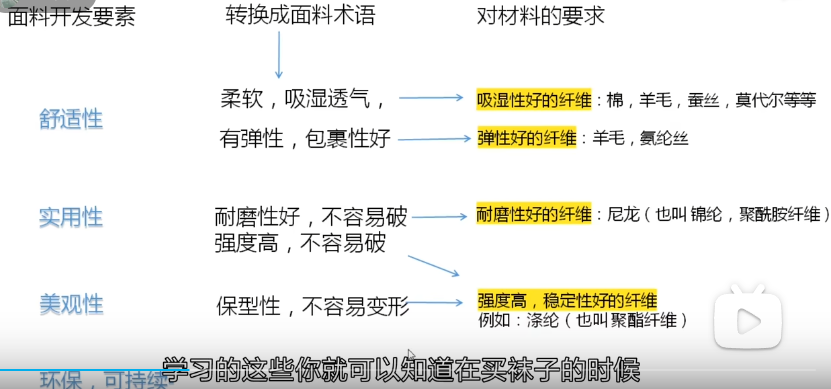 面料开发要素 转换成面料术语 对材料的要求
舒适性
柔软，吸湿透气， 吸湿性好的纤维：棉，羊毛，蚕丝，莫代尔等等
有弹性，包裹性好 弹性好的纤维：羊毛，氨纶丝
实用性
耐磨性好，不容易破 耐磨性好的纤维：尼龙（也叫 锦纶，聚酰胺纤维）
强度高，不容易破
美观性
保型性，不容易变形 强度高，稳定性好的纤维
例如：涤纶（也叫聚酯纤维）
环保，可持续
学习的这些你就可以知道在买袜子的时候